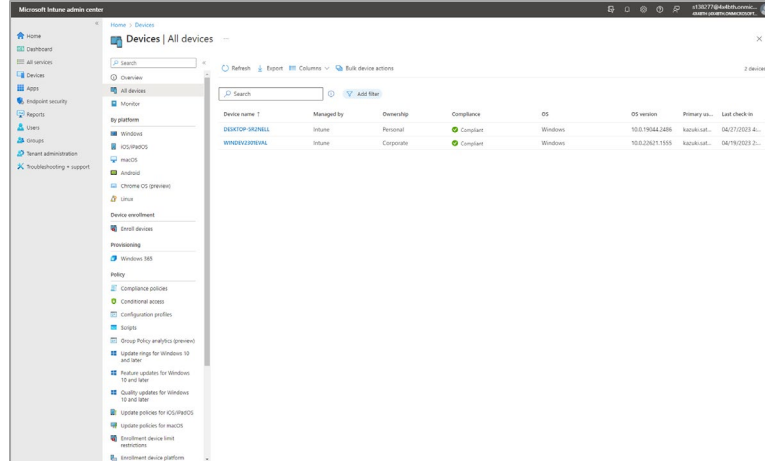 Microsoft Intune admin center
Home
Dashboard
All services
Devices
Apps
Endpoint security
Reports
Users
Groups
Tenant administration
Troubleshooting + support
Home | Devices
Devices | All devices
Search
Overview
All devices
Monitor
By platform
Windows
iOS/iPadOS
macOS
Android
Chrome OS (preview)
Linux
Device enrollment
Enroll devices
Provisioning
Windows 365
Policy
Compliance policies
Conditional access
Configuration profiles
Scripts
Group Policy analytics (preview)
Update rings for Windows 10
and later
Feature updates for Windows
10 and later
Quality updates for Windows
10 and later
Update policies for iOS/iPadOS
Update policies for macOS
Enrollment device limit
restrictions
Enrollment device platform
Refresh Export Columns Bulk device actions 2 devices
Search Add filter
Device name ↑ Managed by Ownership Compliance OS OS version Primary us... Last check in
Intune Personal Compliant Windows 10.0.19044.2486 kazuki.sat... 04/27/2023 4:...
Intune Corporate Compliant Windows 10.0.22621.1555 kazuki.sat... 04/19/2023 2:...